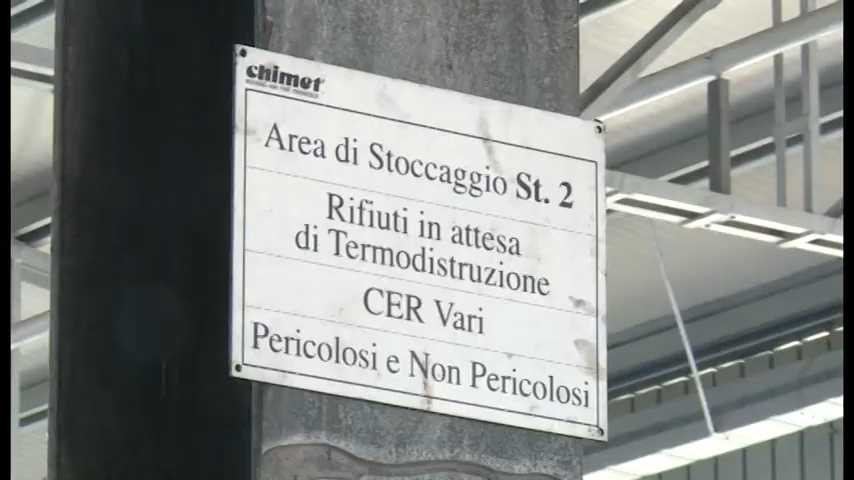 chimet
Area di Stoccaggio St. 2
Rifiuti in attesa
di Termodistruzione
CER Vari
Pericolosi e Non Pericolosi